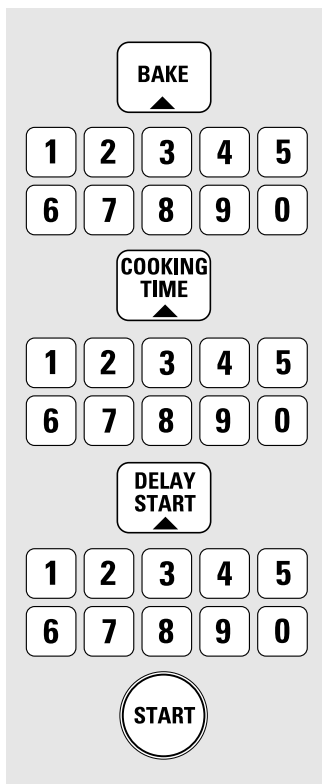 BAKE
1 2 3 4 5
6 7 8 9 0
COOKING
TIME
1 2 3 4 5
6 7 8 9 0
DELAY
START
1 2 3 4 5
6 7 8 9 0
START